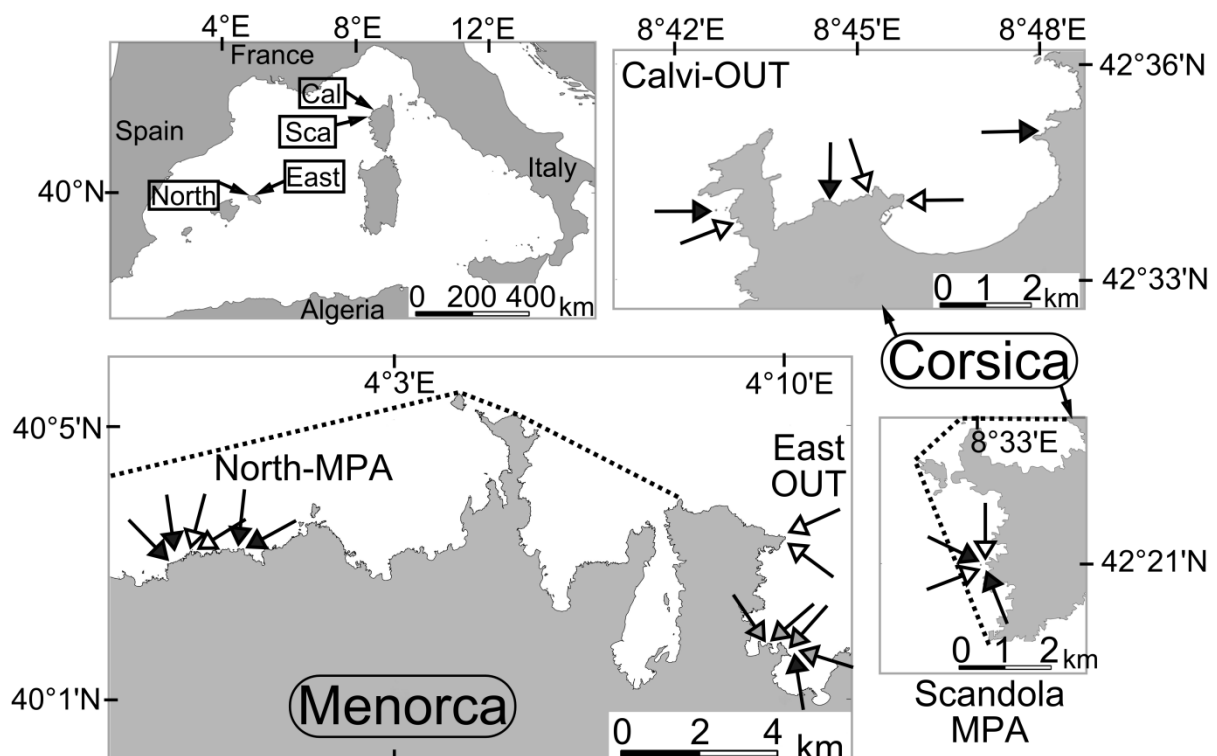 4°E
8°E
12°E
France
Cal
Sca
Spain
Italy
40°N
North
East
Algeria
0 200 400 km
8°42'E
8°45'E
8°48'E
Calvi-OUT
42°36'N
42°33'N
0 1 2 km
Corsica
4°3'E
4°10'E
40°5'N
North-MPA
East
OUT
40°1'N
Menorca
0 2 4 km
8°33'E
42°21'N
0 1 2 km
Scandola
MPA